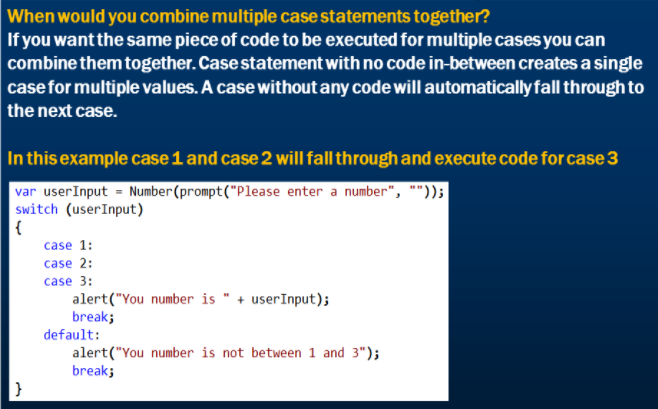 When would you combine multiple case statements together?
If you want the same piece of code to be executed for multiple cases you can
combine them together. Case statement with no code in-between creates a single
case for multiple values. A case without any code will automatically fall through to
the next case.
In this example case 1 and case 2 will fall through and execute code for case 3
var userInput = Number(prompt("Please enter a number", ""));
switch (userInput)
{
    case 1:
    case 2:
    case 3:
        alert("You number is " + userInput);
        break;
    default:
        alert("You number is not between 1 and 3");
        break;
}